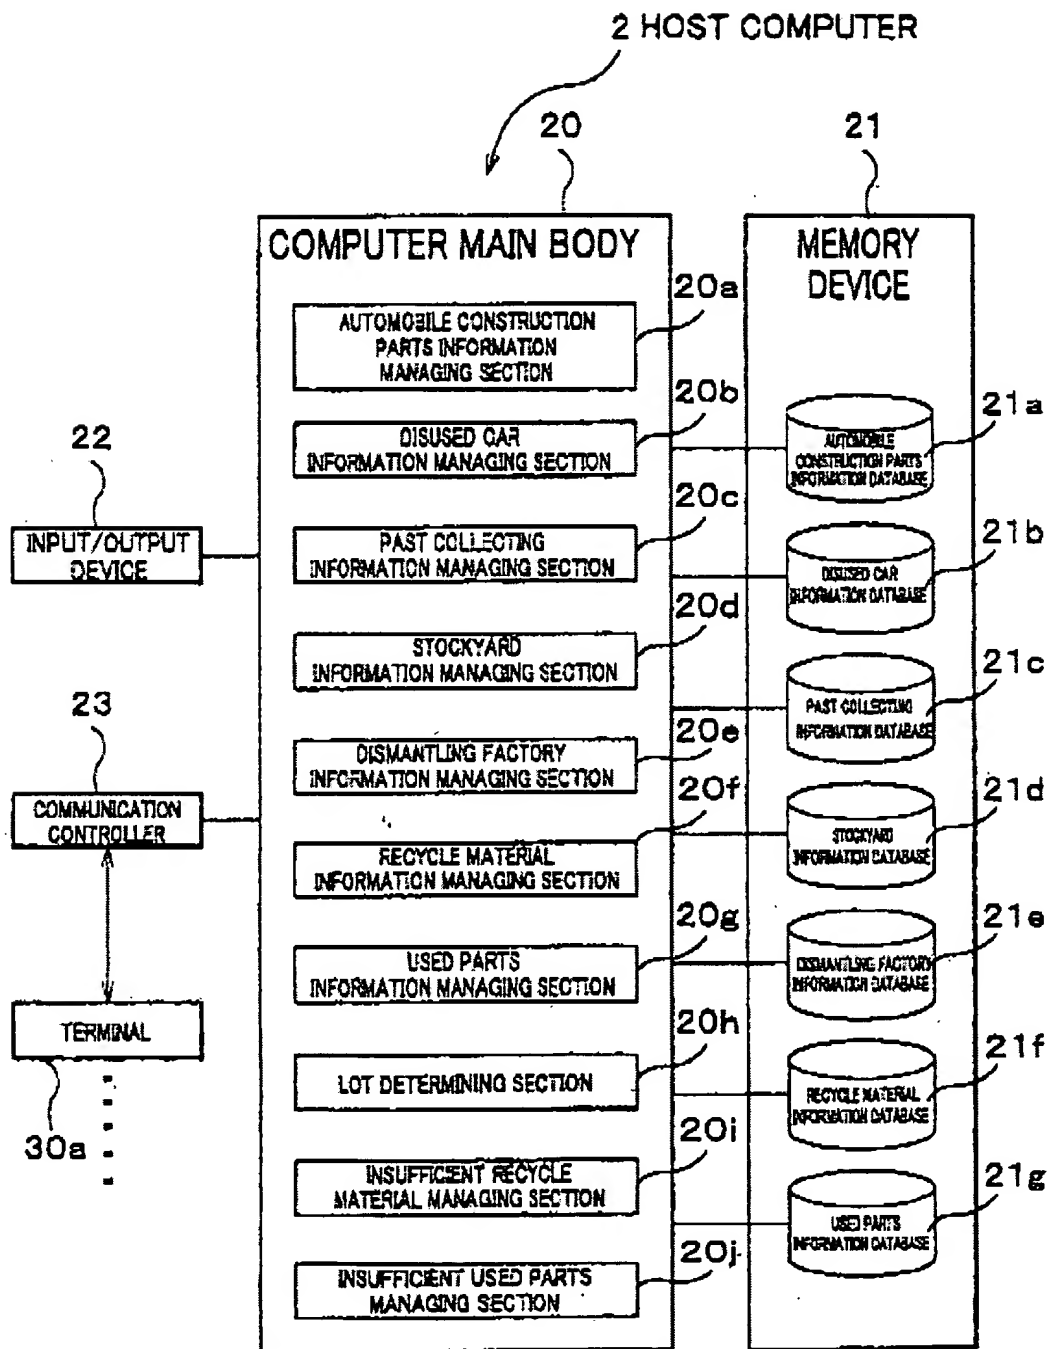 2 HOST COMPUTER
20
21
COMPUTER MAIN BODY
MEMORY
DEVICE
20a
AUTOMOBILE CONSTRUCTION
PARTS INFORMATION
MANAGING SECTION
20b
DISUSED CAR
INFORMATION MANAGING SECTION
20c
PAST COLLECTING
INFORMATION MANAGING SECTION
20d
STOCKYARD
INFORMATION MANAGING SECTION
20e
DISMANTLING FACTORY
INFORMATION MANAGING SECTION
20f
RECYCLE MATERIAL
INFORMATION MANAGING SECTION
20g
USED PARTS
INFORMATION MANAGING SECTION
20h
LOT DETERMINING SECTION
20i
INSUFFICIENT RECYCLE
MATERIAL MANAGING SECTION
20j
INSUFFICIENT USED PARTS
MANAGING SECTION
22
INPUT/OUTPUT
DEVICE
23
COMMUNICATION
CONTROLLER
TERMINAL
30a
21a
AUTOMOBILE
CONSTRUCTION PARTS
INFORMATION DATABASE
21b
DISUSED CAR
INFORMATION DATABASE
21c
PAST COLLECTING
INFORMATION DATABASE
21d
STOCKYARD
INFORMATION DATABASE
21e
DISMANTLING FACTORY
INFORMATION DATABASE
21f
RECYCLE MATERIAL
INFORMATION DATABASE
21g
USED PARTS
INFORMATION DATABASE